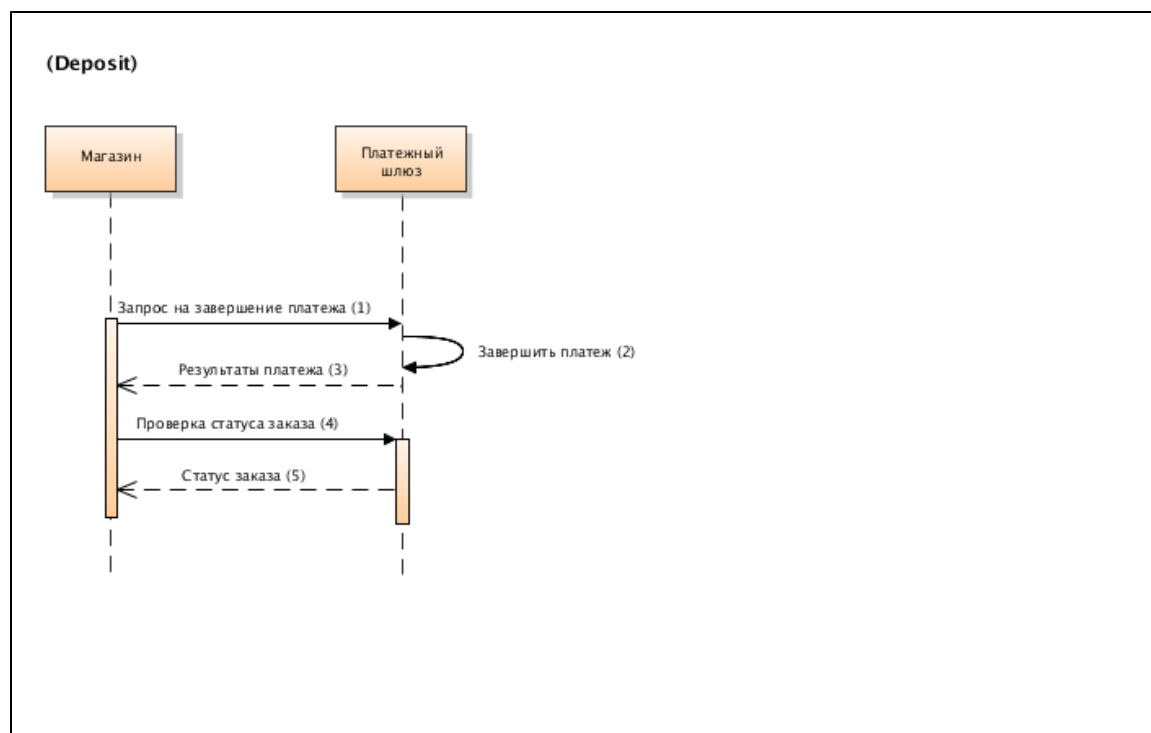 (Deposit)
Магазин
Платежный
шлюз
Запрос на завершение платежа (1)
Завершить платеж (2)
Результаты платежа (3)
Проверка статуса заказа (4)
Статус заказа (5)